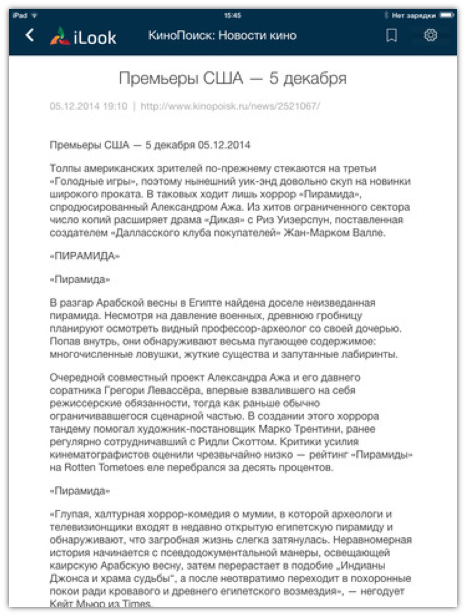 iPad
15:45
Нет зарядки
iLook
КиноПоиск: Новости кино
Премьеры США — 5 декабря
05.12.2014 19:10 | http://www.kinopoisk.ru/news/2521067/
Премьеры США — 5 декабря 05.12.2014
Толпы американских зрителей по-прежнему стекаются на третьи
«Голодные игры», поэтому нынешний уик-энд довольно скуп на новинки
широкого проката. В таковых ходит лишь хоррор «Пирамида»,
спродюсированный Александром Ажа. Из хитов ограниченного сектора
число копий расширяет драма «Дикая» с Риз Уизерспун, поставленная
создателем «Далласского клуба покупателей» Жан-Марком Валле.
«ПИРАМИДА»
«Пирамида»
В разгар Арабской весны в Египте найдена доселе неизведанная
пирамида. Несмотря на давление военных, древнюю гробницу
планируют осмотреть видный профессор-археолог со своей дочерью.
Попав внутрь, они обнаруживают весьма пугающее содержимое:
многочисленные ловушки, жуткие существа и запутанные лабиринты.
Очередной совместный проект Александра Ажа и его давнего
соратника Грегори Левассёра, впервые взвалившего на себя
режиссерские обязанности, тогда как раньше обычно
ограничивавшегося сценарной частью. В создании этого хоррора
тандему помогал художник-постановщик Марко Трентини, ранее
регулярно сотрудничавший с Ридли Скоттом. Критики усилия
кинематографистов оценили чрезвычайно низко — рейтинг «Пирамиды»
на Rotten Tometoes еле перебрался за десять процентов.
«Пирамида»
«Глупая, халтурная хоррор-комедия о мумии, в которой археологи и
телевизионщики входят в недавно открытую египетскую пирамиду и
обнаруживают, что загробная жизнь слегка затянулась. Неравномерная
история начинается с псевдодокументальной манеры, освещающей
каирскую Арабскую весну, затем перерастает в подобие „Индианы
Джонса и храма судьбы“, а после неотвратимо переходит в похоронные
покои ради кровавого и древнего египетского возмездия», — негодует
Кейт Мьюр из Times.